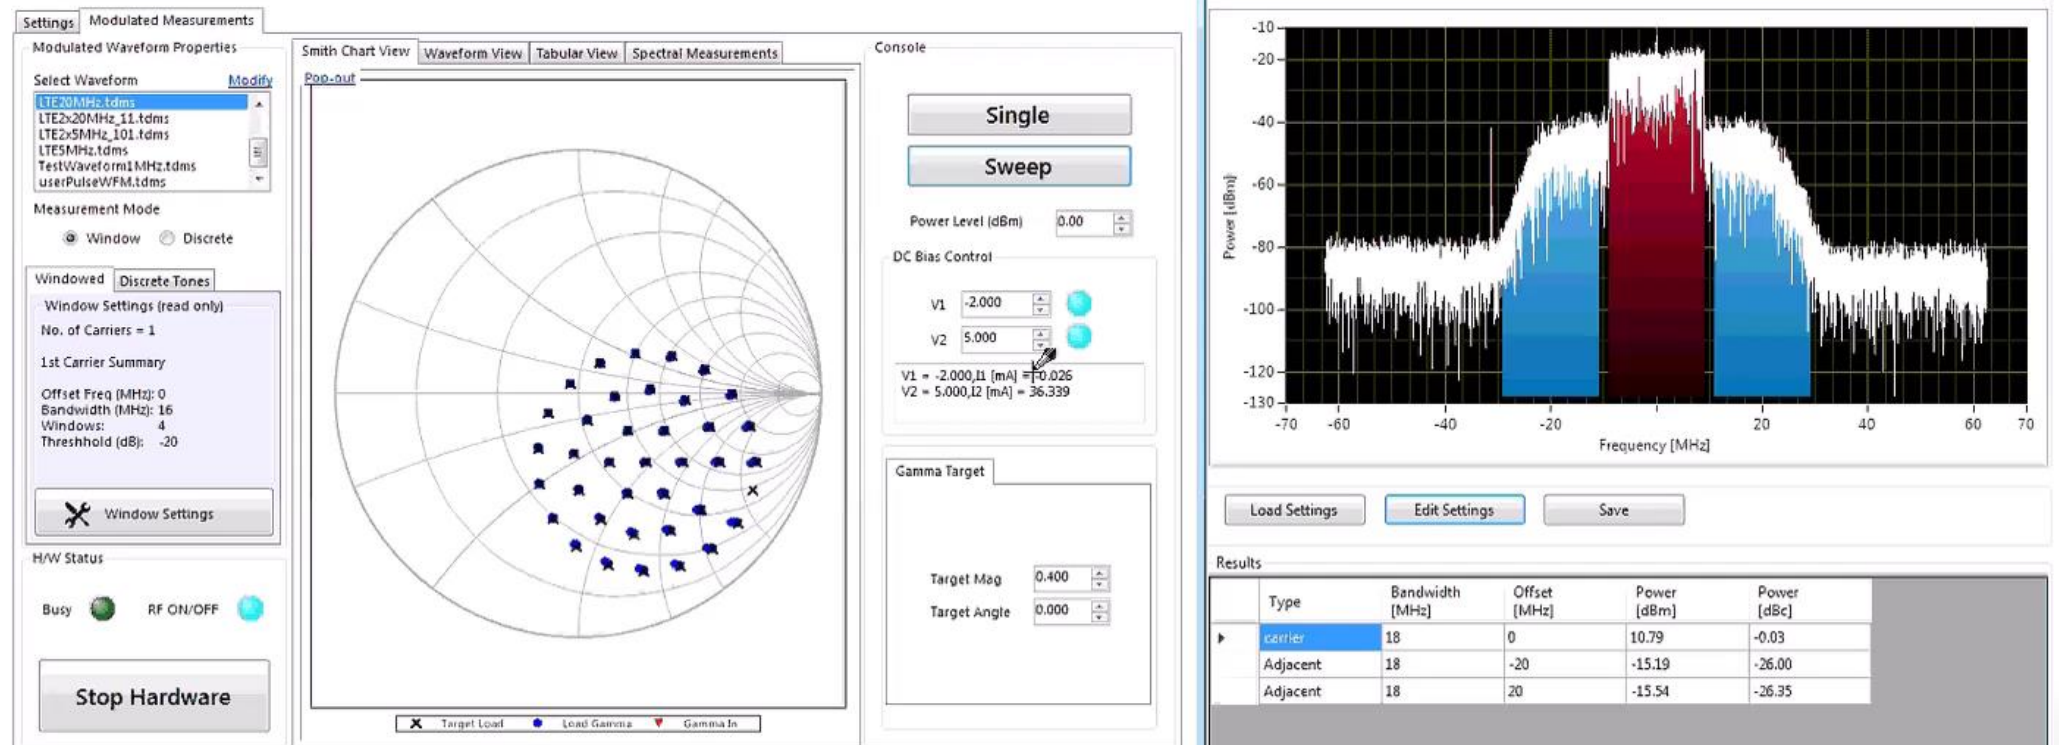 Settings
Modulated Measurements
Modulated Waveform Properties
Select Waveform
Modify
LTE20MHz.tdms
LTE2x20MHz_11.tdms
LTE2x5MHz_101.tdms
LTE5MHz.tdms
TestWaveform1MHz.tdms
userPulseWFM.tdms
Measurement Mode
Window
Discrete
Windowed
Discrete Tones
Window Settings (read only)
No. of Carriers = 1
1st Carrier Summary
Offset Freq (MHz): 0
Bandwidth (MHz): 16
Windows: 4
Threshhold (dB): -20
Window Settings
H/W Status
Busy
RF ON/OFF
Stop Hardware
Smith Chart View
Waveform View
Tabular View
Spectral Measurements
Pop-out
Target Load
Load Gamma
Gamma In
Console
Single
Sweep
Power Level (dBm)
0.00
DC Bias Control
V1
-2.000
V2
5.000
V1 = -2.000,I1 [mA] = -0.026
V2 = 5.000,I2 [mA] = 36.339
Gamma Target
Target Mag
0.400
Target Angle
0.000
Power [dBm]
-10
-20
-40
-60
-80
-100
-120
-130
-70 -60 -40 -20 0 20 40 60 70
Frequency [MHz]
Load Settings
Edit Settings
Save
Results
Type Bandwidth [MHz] Offset [MHz] Power [dBm] Power [dBc]
carrier 18 0 10.79 -0.03
Adjacent 18 -20 -15.19 -26.00
Adjacent 18 20 -15.54 -26.35